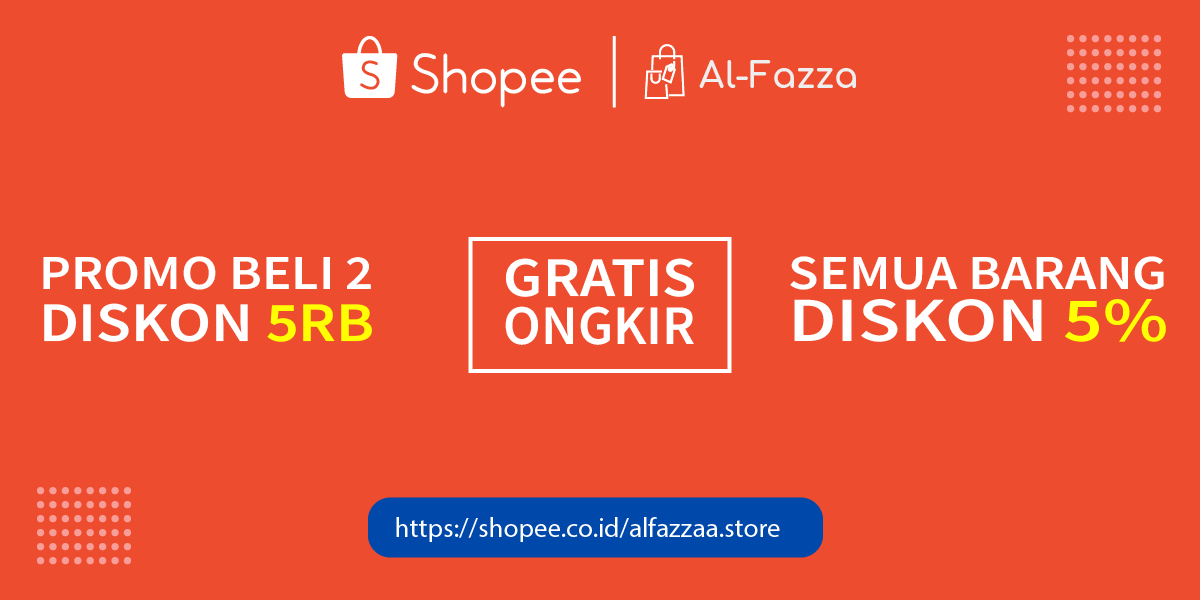 S Shopee | Al-Fazza
PROMO BELI 2
DISKON 5RB
GRATIS
ONGKIR
SEMUA BARANG
DISKON 5%
https://shopee.co.id/alfazzaa.store